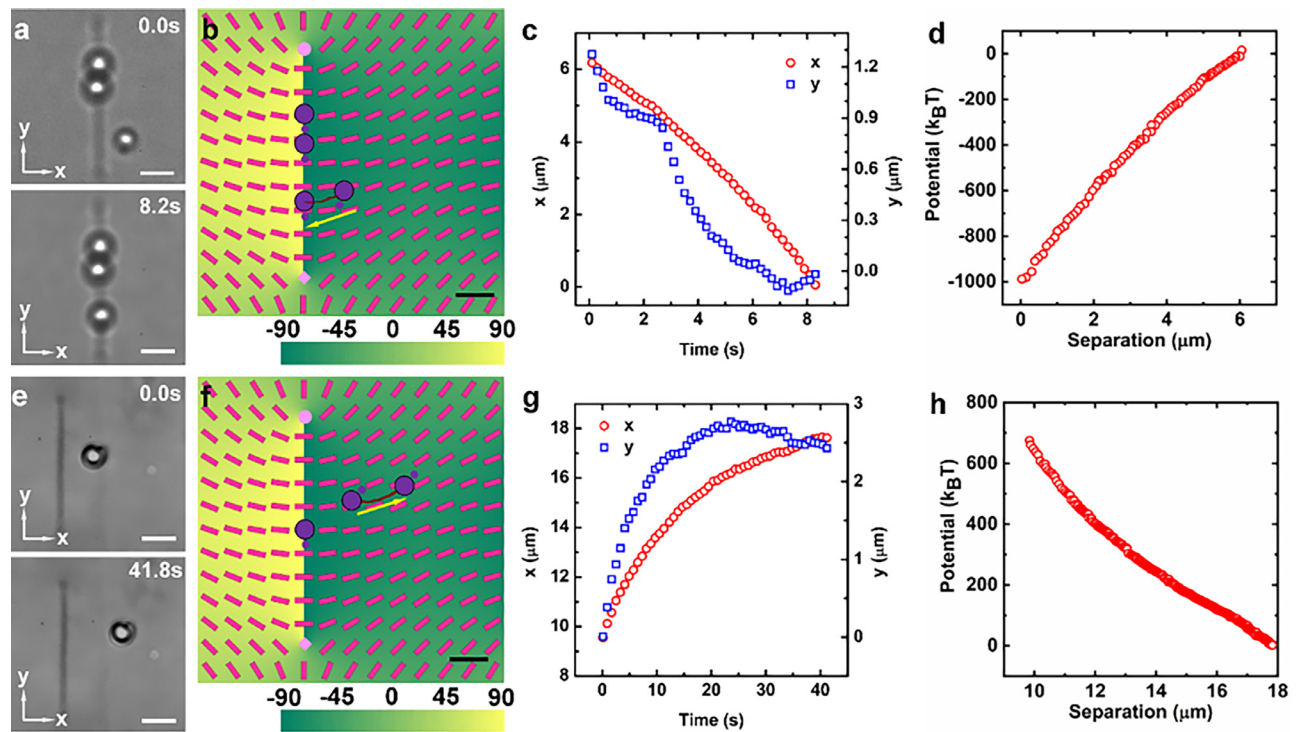 a
0.0s
y
x
8.2s
y
x
b
-90 -45 0 45 90
c
x
y
6
4
2
0
1.2
0.9
0.6
0.3
0.0
x (μm)
y (μm)
0 2 4 6 8
Time (s)
d
0
-200
-400
-600
-800
-1000
Potential (kBT)
0 2 4 6
Separation (μm)
e
0.0s
y
x
41.8s
y
x
f
-90 -45 0 45 90
g
x
y
18
16
14
12
10
8
3
2
1
0
x (μm)
y (μm)
0 10 20 30 40
Time (s)
h
800
600
400
200
0
Potential (kBT)
10 12 14 16 18
Separation (μm)